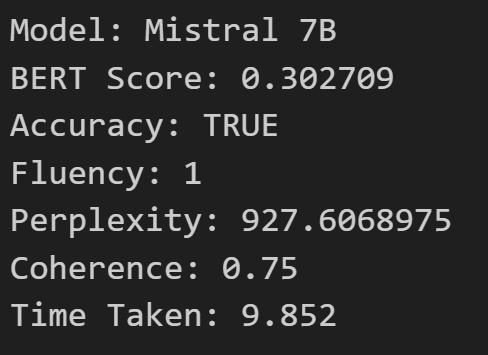 Model: Mistral 7B
BERT Score: 0.302709
Accuracy: TRUE
Fluency: 1
Perplexity: 927.6068975
Coherence: 0.75
Time Taken: 9.852